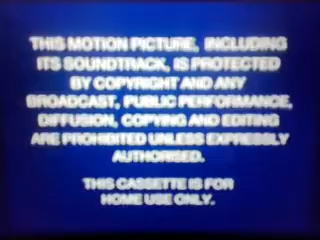 THIS MOTION PICTURE, INCLUDING
ITS SOUNDTRACK, IS PROTECTED
BY COPYRIGHT AND ANY
BROADCAST, PUBLIC PERFORMANCE,
DIFFUSION, COPYING AND EDITING
ARE PROHIBITED UNLESS EXPRESSLY
AUTHORISED.
THIS CASSETTE IS FOR
HOME USE ONLY.